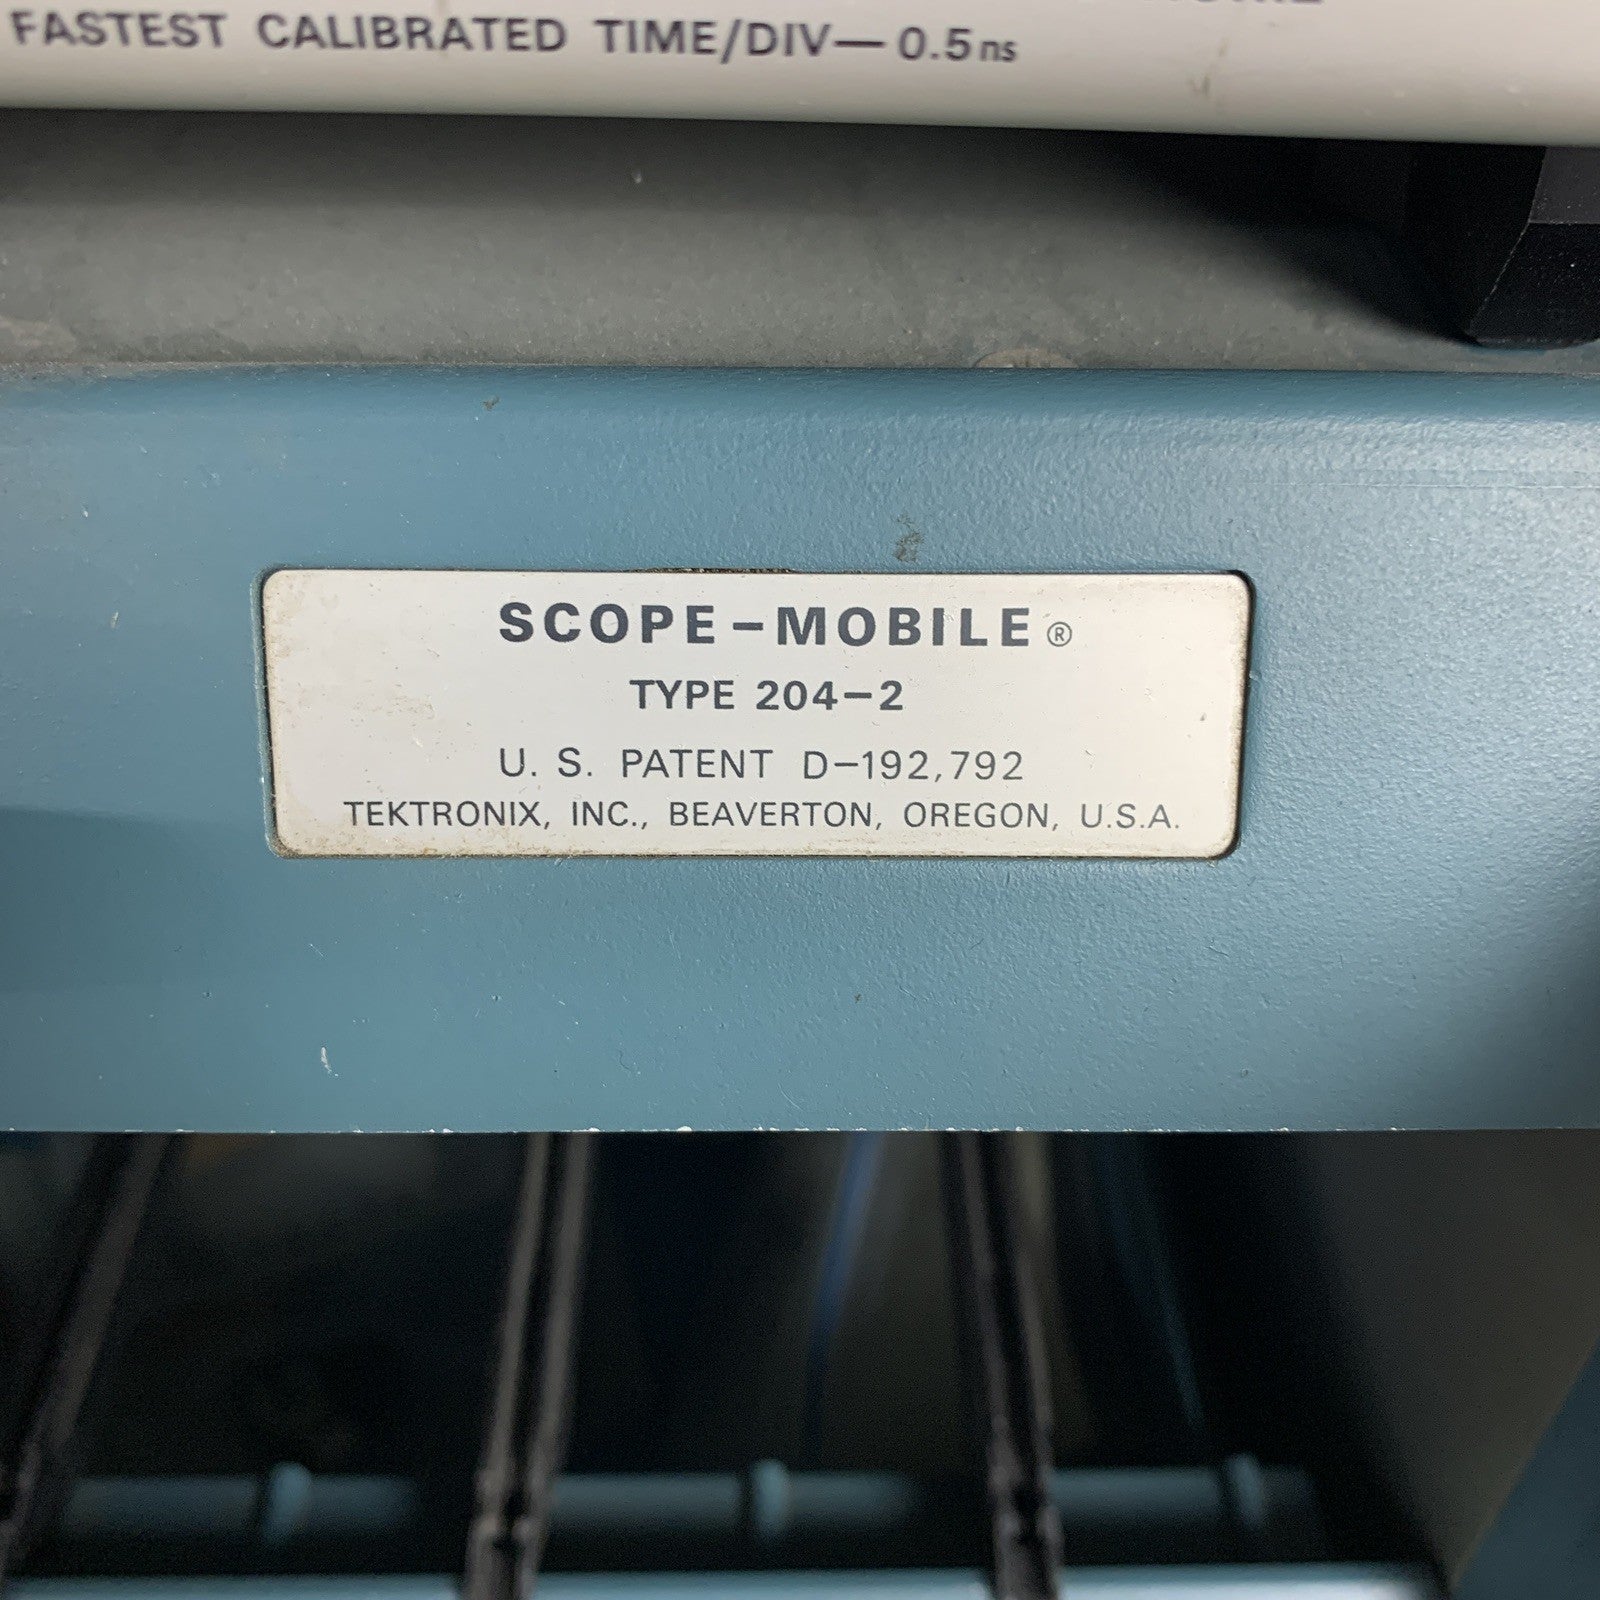 FASTEST CALIBRATED TIME/DIV—0.5ns
SCOPE-MOBILE®
TYPE 204-2
U. S. PATENT D-192,792
TEKTRONIX, INC., BEAVERTON, OREGON, U.S.A.